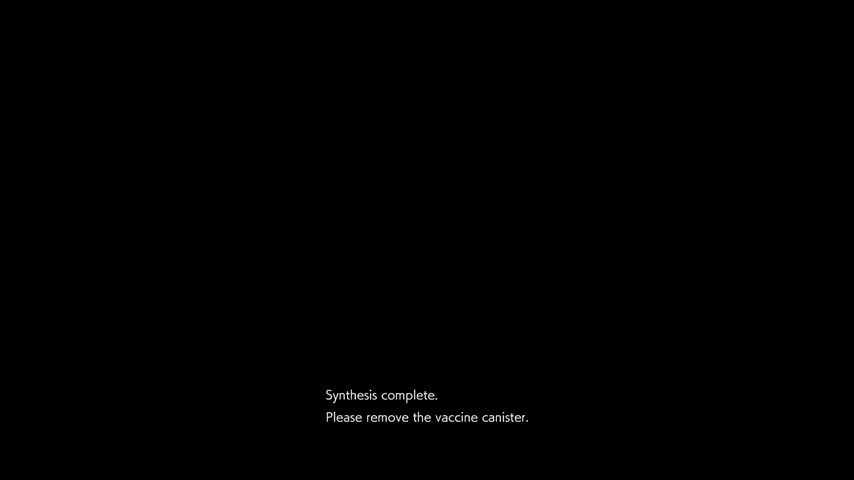 Synthesis complete.
Please remove the vaccine canister.